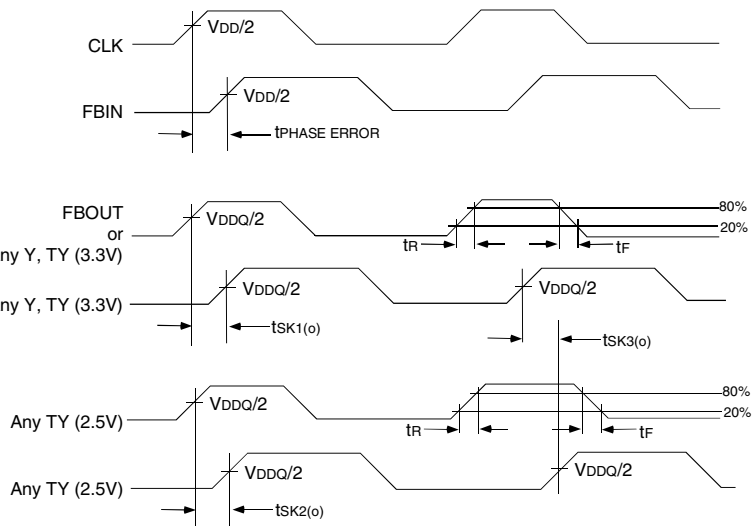 CLK
VDD/2
FBIN
VDD/2
tPHASE ERROR
FBOUT
or
ny Y, TY (3.3V)
VDDQ/2
80%
20%
tR
tF
ny Y, TY (3.3V)
VDDQ/2
VDDQ/2
tSK1(o)
tSK3(o)
Any TY (2.5V)
VDDQ/2
80%
20%
tR
tF
Any TY (2.5V)
VDDQ/2
VDDQ/2
tSK2(o)